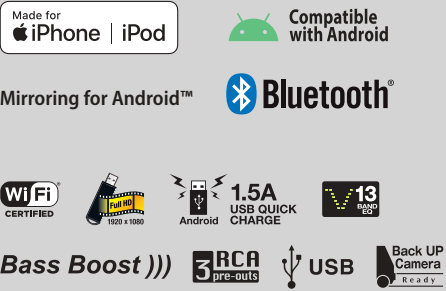 Made for
iPhone | iPod
Compatible
with Android
Mirroring for Android™
Bluetooth®
Wi Fi
CERTIFIED
Full HD
1920 x 1080
Android
1.5A
USB QUICK
CHARGE
V 13
BAND
EQ
Bass Boost )))
3 RCA
pre-outs
USB
Back UP
Camera
Ready